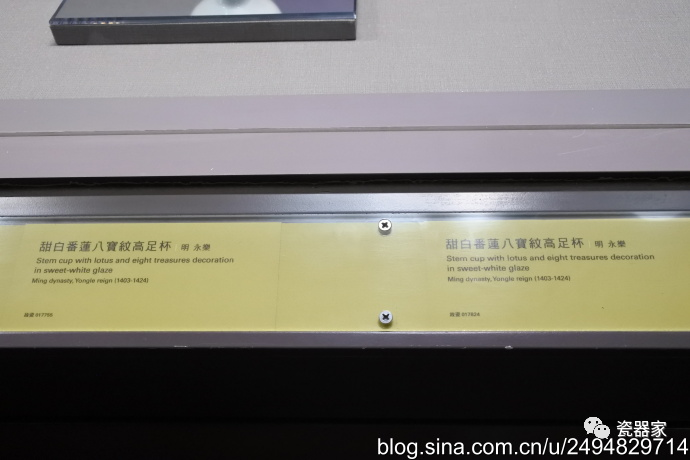 甜白番蓮八寶紋高足杯 明 永樂
Stem cup with lotus and eight treasures decoration
in sweet-white glaze
Ming dynasty, Yongle reign (1403-1424)
甜白番蓮八寶紋高足杯 明 永樂
Stem cup with lotus and eight treasures decoration
in sweet-white glaze
Ming dynasty, Yongle reign (1403-1424)
017824
瓷器家
blog.sina.com.cn/u/2494829714